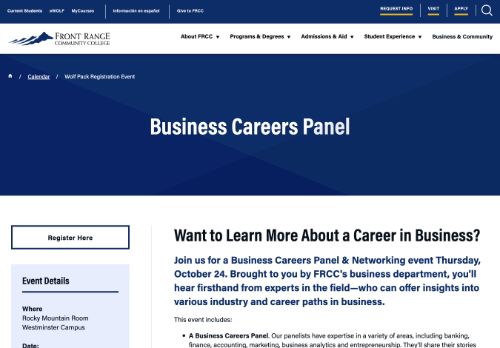 Current Students eWOLF MyCourses Información en español Give to FRCC REQUEST INFO VISIT APPLY
FRONT RANGE
COMMUNITY COLLEGE
About FRCC Programs & Degrees Admissions & Aid Student Experience Business & Community
/ Calendar / Wolf Pack Registration Event
Business Careers Panel
Register Here
Event Details
Where
Rocky Mountain Room
Westminster Campus
Date:
Want to Learn More About a Career in Business?
Join us for a Business Careers Panel & Networking event Thursday,
October 24. Brought to you by FRCC's business department, you'll
hear firsthand from experts in the field—who can offer insights into
various industry and career paths in business.
This event includes:
• A Business Careers Panel. Our panelists have expertise in a variety of areas, including banking,
finance, accounting, marketing, business analytics and entrepreneurship. They'll share their stories